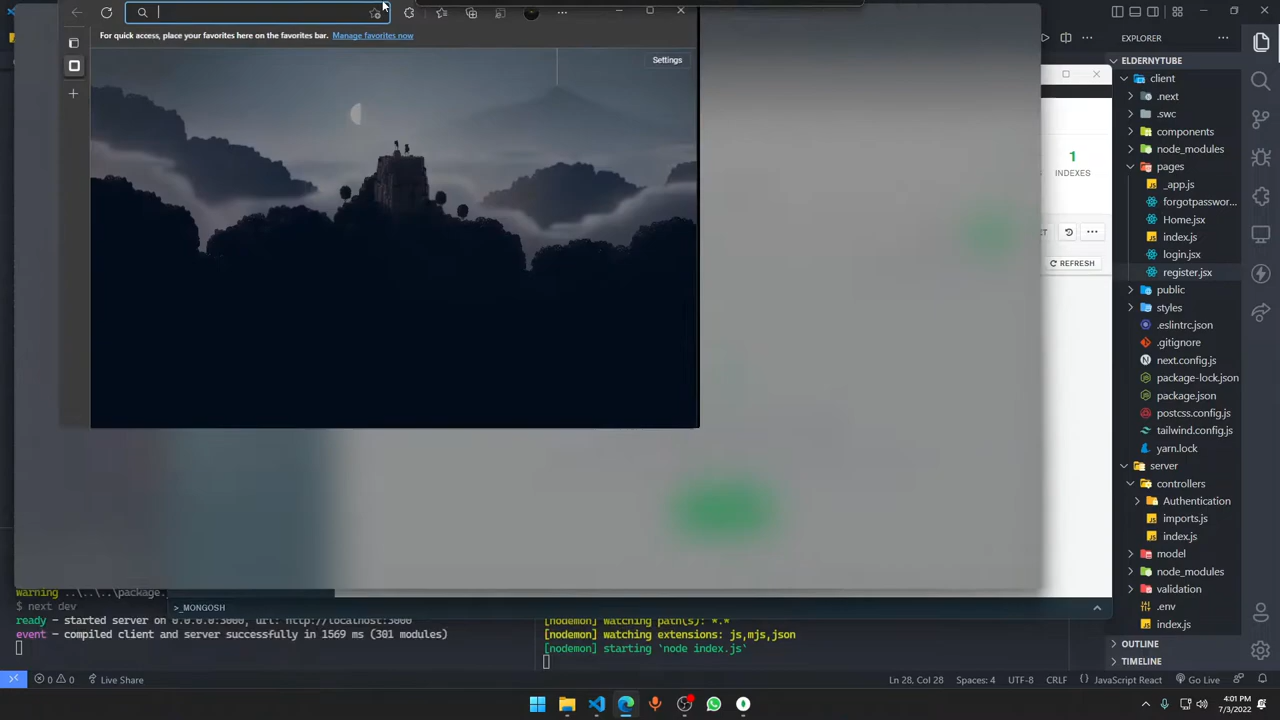 For quick access, place your favorites here on the favorites bar. Manage favorites now
Settings
EXPLORER
ELDERNYTUBE
client
.next
.swc
components
node_modules
pages
_app.js
forgotpasswor...
Home.jsx
index.js
login.jsx
register.jsx
public
styles
.eslintrc.json
.gitignore
next.config.js
package-lock.json
package.json
postcss.config.js
tailwind.config.js
yarn.lock
server
controllers
Authentication
imports.js
index.js
model
node_modules
validation
.env
index.js
OUTLINE
TIMELINE
1
INDEXES
REFRESH
warning ..\..\..\package.
$ next dev
ready - started server on 0.0.0.0:3000, url: http://localhost:3000
event - compiled client and server successfully in 1569 ms (301 modules)
>_MONGOSH
[nodemon] watching path(s): *.*
[nodemon] watching extensions: js,mjs,json
[nodemon] starting `node index.js`
0 0 Live Share
Ln 28, Col 28 Spaces: 4 UTF-8 CRLF JavaScript React Go Live
4:01 PM
7/3/2022